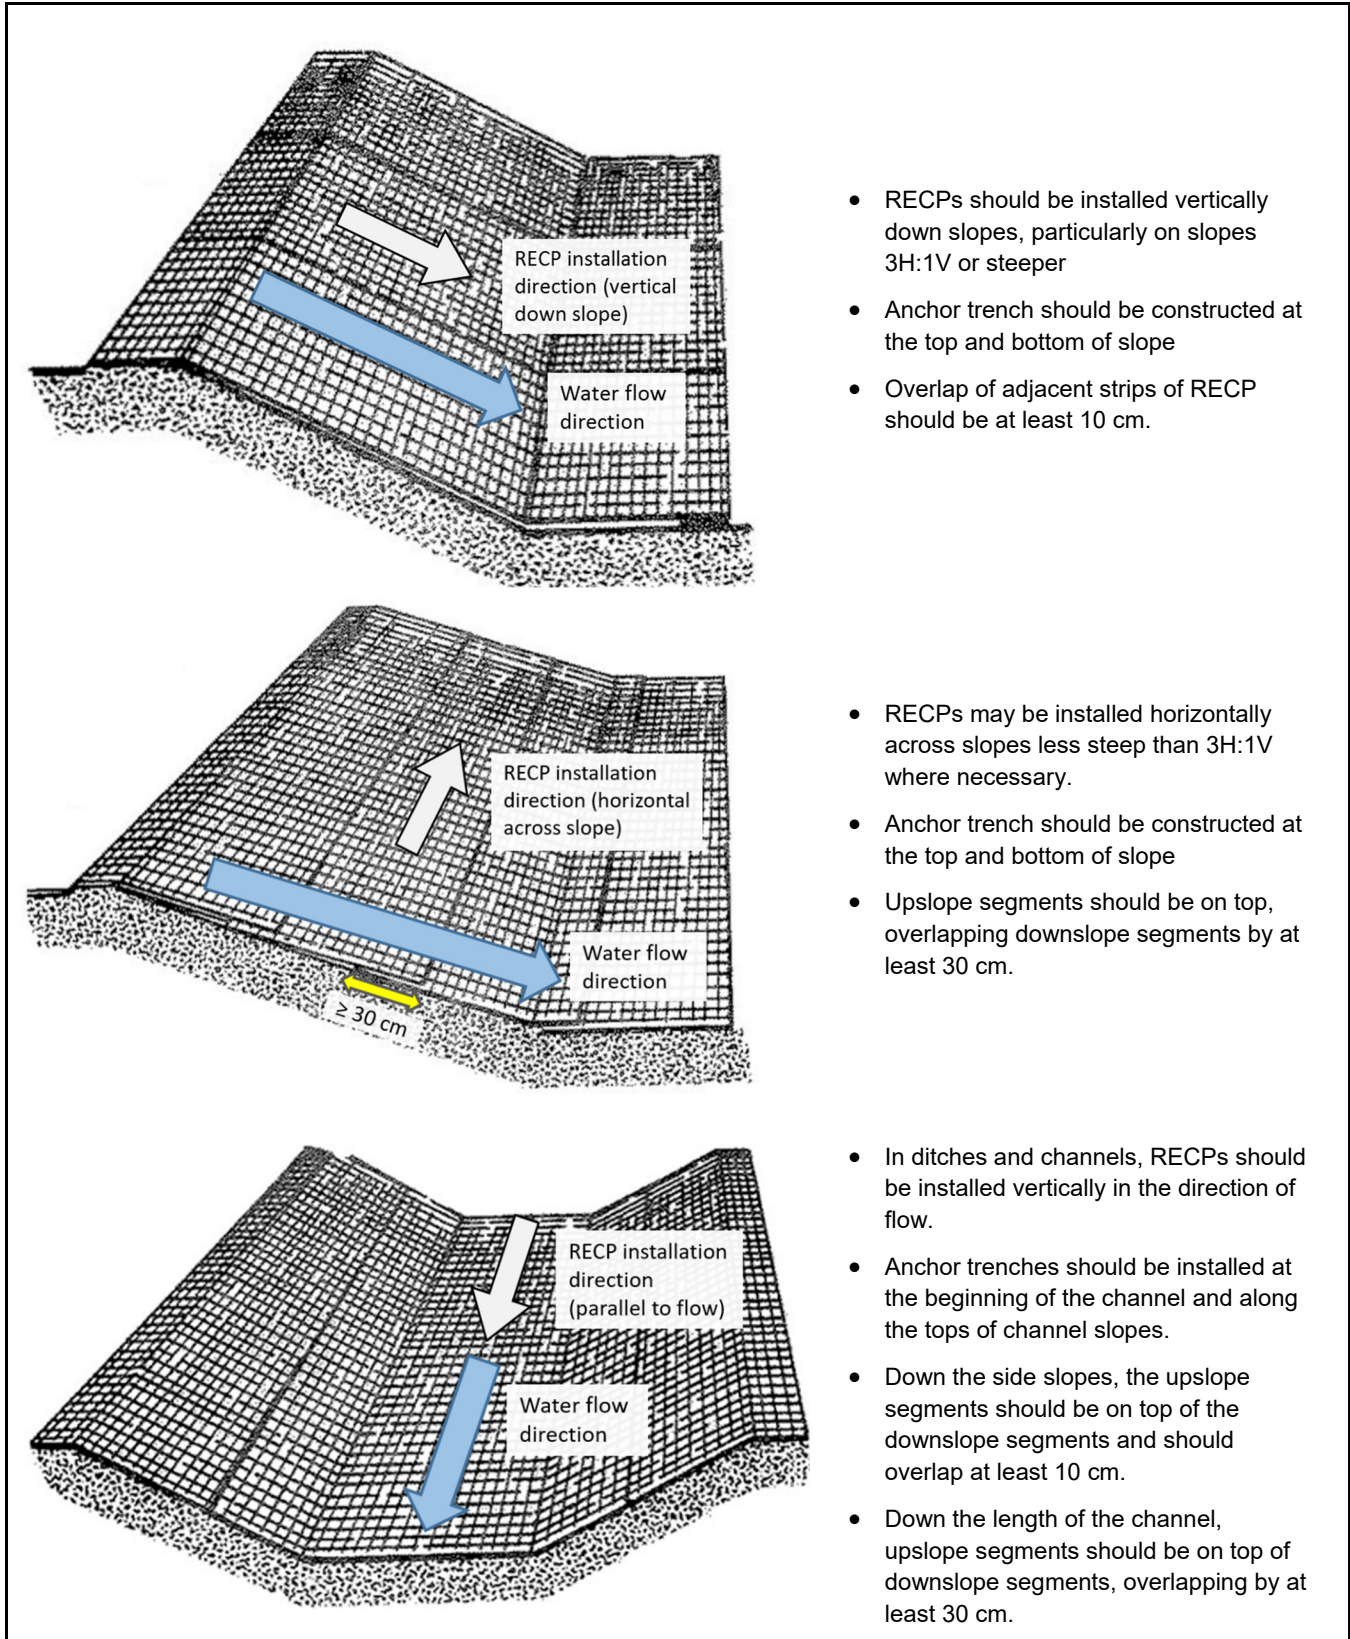 RECP installation
direction (vertical
down slope)
Water flow
direction
• RECPs should be installed vertically
down slopes, particularly on slopes
3H:1V or steeper
• Anchor trench should be constructed at
the top and bottom of slope
• Overlap of adjacent strips of RECP
should be at least 10 cm.
RECP installation
direction (horizontal
across slope)
Water flow
direction
≥ 30 cm
• RECPs may be installed horizontally
across slopes less steep than 3H:1V
where necessary.
• Anchor trench should be constructed at
the top and bottom of slope
• Upslope segments should be on top,
overlapping downslope segments by at
least 30 cm.
RECP installation
direction
(parallel to flow)
Water flow
direction
• In ditches and channels, RECPs should
be installed vertically in the direction of
flow.
• Anchor trenches should be installed at
the beginning of the channel and along
the tops of channel slopes.
• Down the side slopes, the upslope
segments should be on top of the
downslope segments and should
overlap at least 10 cm.
• Down the length of the channel,
upslope segments should be on top of
downslope segments, overlapping by at
least 30 cm.